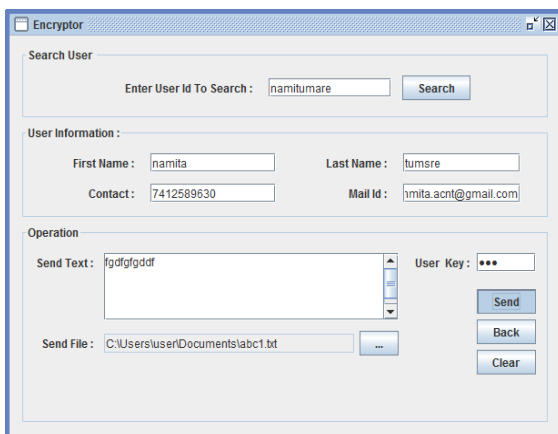 Encryptor
Search User
Enter User Id To Search : namitumare Search
User Information :
First Name : namita Last Name : tumsre
Contact : 7412589630 Mail Id : mita.acnt@gmail.com
Operation
Send Text : fgdfgfgddf User Key : •••
Send
Send File : C:\Users\user\Documents\abc1.txt ... Back
Clear